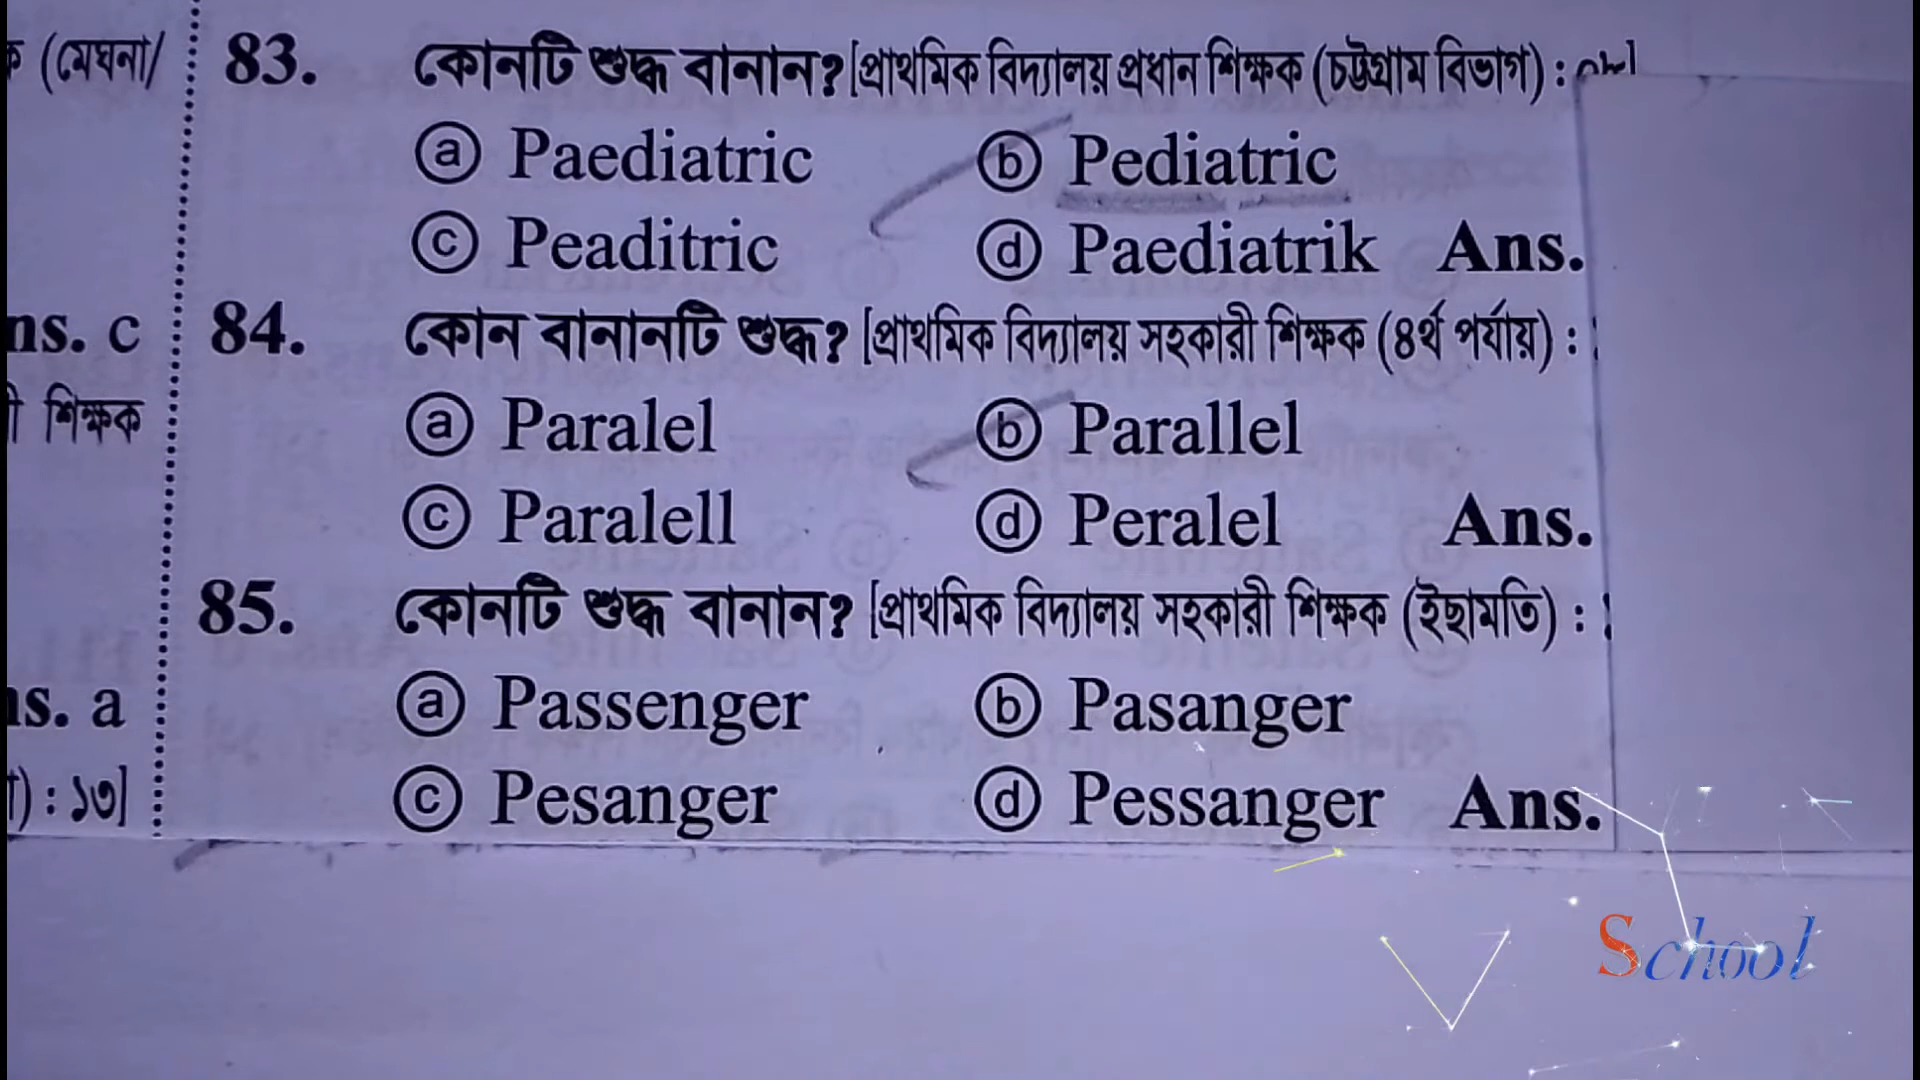 (মেঘনা/
83. কোনটি শুদ্ধ বানান? [প্রাথমিক বিদ্যালয় প্রধান শিক্ষক (চট্টগ্রাম বিভাগ) :
ⓐ Paediatric ⓑ Pediatric
ⓒ Peaditric ⓓ Paediatrik Ans.
ns. c
84. কোন বানানটি শুদ্ধ? [প্রাথমিক বিদ্যালয় সহকারী শিক্ষক (৪র্থ পর্যায়) :
শিক্ষক
ⓐ Paralel ⓑ Parallel
ⓒ Paralell ⓓ Peralel Ans.
85. কোনটি শুদ্ধ বানান? [প্রাথমিক বিদ্যালয় সহকারী শিক্ষক (ইছামতি) :
ns. a
ⓐ Passenger ⓑ Pasanger
) : ১৩]
ⓒ Pesanger ⓓ Pessanger Ans.
School